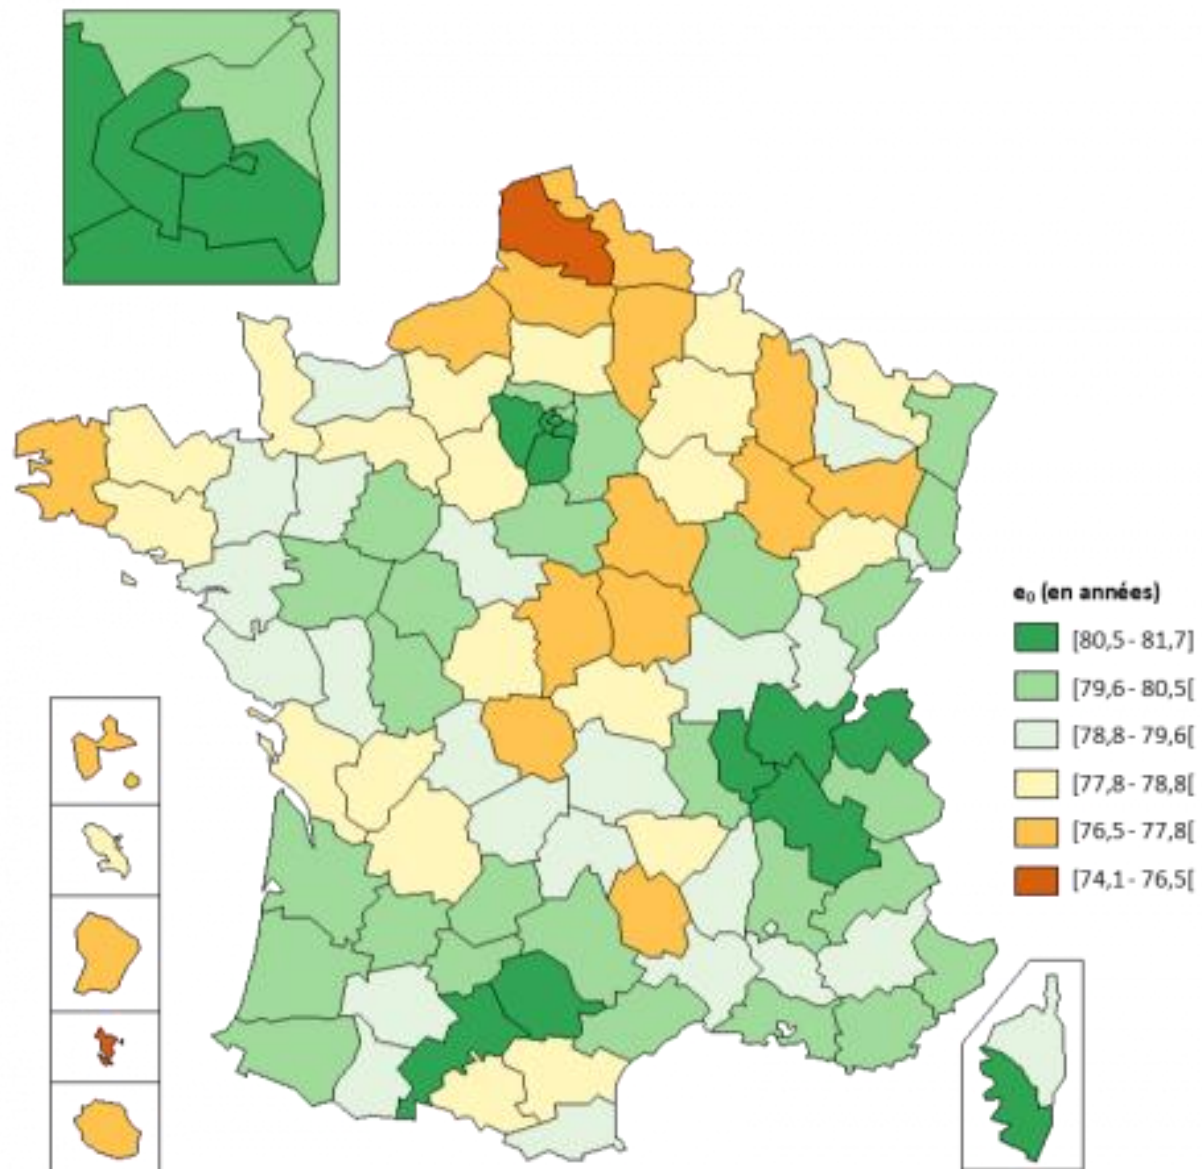 e₀ (en années)
[80,5 - 81,7]
[79,6 - 80,5[
[78,8 - 79,6[
[77,8 - 78,8[
[76,5 - 77,8[
[74,1 - 76,5[